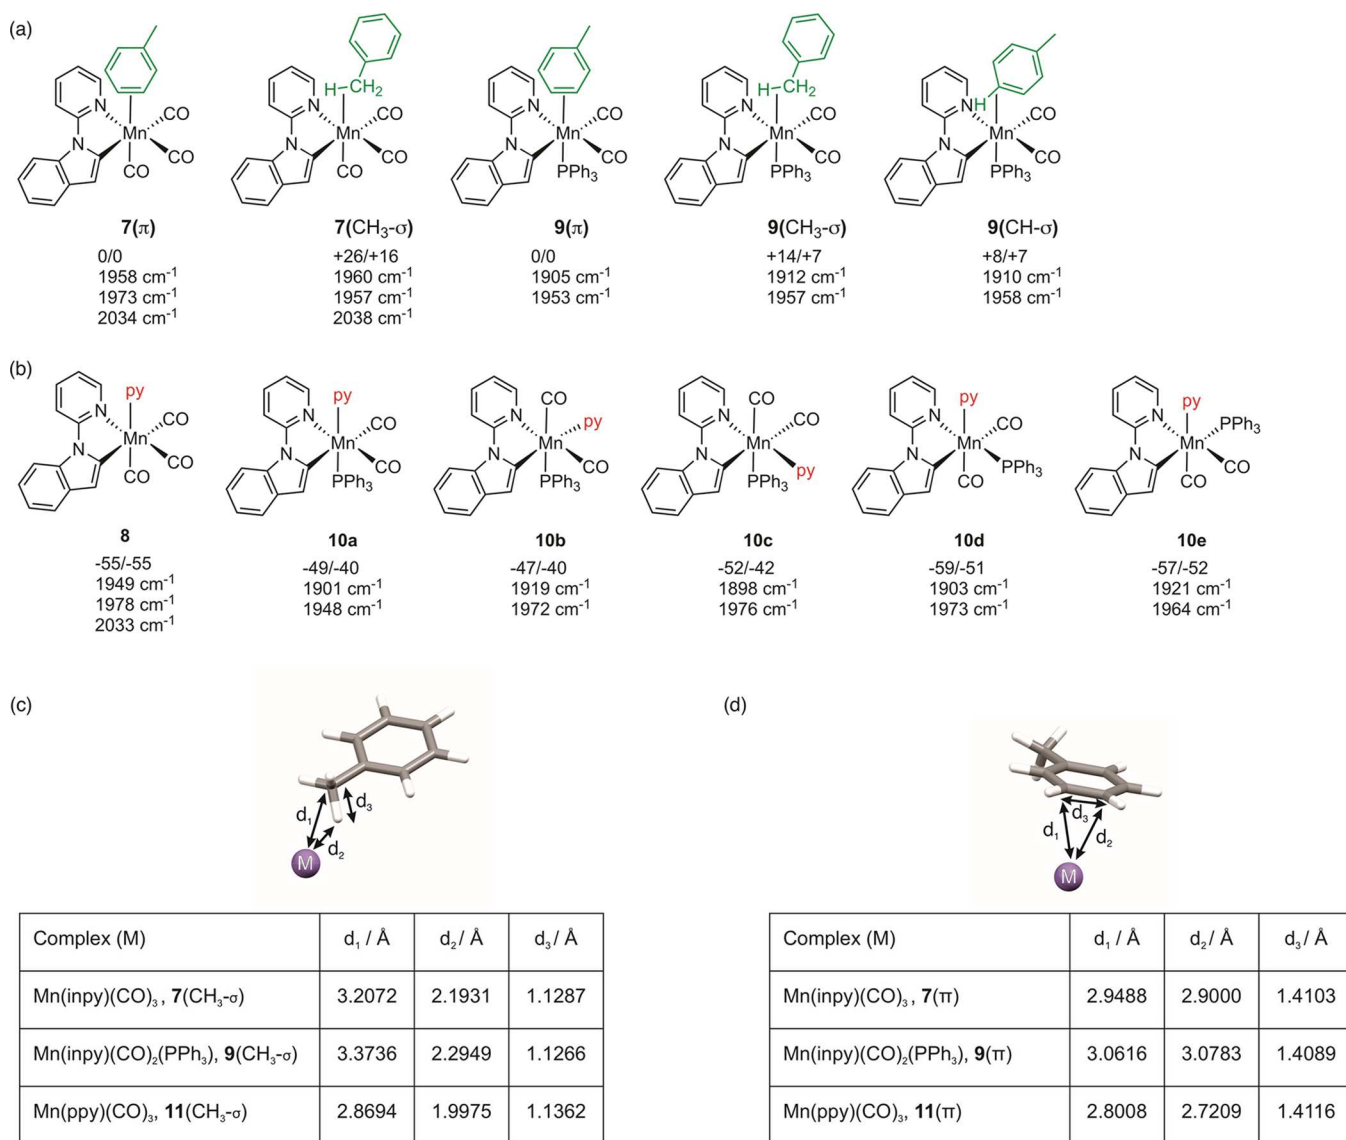 (a)
N
N
Mn
CO
CO
CO
H
CH₂
N
N
Mn
CO
CO
CO
N
N
Mn
CO
CO
PPh₃
H
CH₂
N
N
Mn
CO
CO
PPh₃
H
N
N
Mn
CO
CO
PPh₃
7(π) 7(CH₃-σ) 9(π) 9(CH₃-σ) 9(CH-σ)
0/0 +26/+16 0/0 +14/+7 +8/+7
1958 cm⁻¹ 1960 cm⁻¹ 1905 cm⁻¹ 1912 cm⁻¹ 1910 cm⁻¹
1973 cm⁻¹ 1957 cm⁻¹ 1953 cm⁻¹ 1957 cm⁻¹ 1958 cm⁻¹
2034 cm⁻¹ 2038 cm⁻¹
(b)
py
N
N
Mn
CO
CO
CO
py
N
N
Mn
CO
CO
PPh₃
CO
N
N
Mn
py
CO
PPh₃
CO
N
N
Mn
CO
py
PPh₃
py
N
N
Mn
CO
PPh₃
CO
py
N
N
Mn
PPh₃
CO
CO
8 10a 10b 10c 10d 10e
-55/-55 -49/-40 -47/-40 -52/-42 -59/-51 -57/-52
1949 cm⁻¹ 1901 cm⁻¹ 1919 cm⁻¹ 1898 cm⁻¹ 1903 cm⁻¹ 1921 cm⁻¹
1978 cm⁻¹ 1948 cm⁻¹ 1972 cm⁻¹ 1976 cm⁻¹ 1973 cm⁻¹ 1964 cm⁻¹
2033 cm⁻¹
(c)
d₁
d₃
d₂
M
Complex (M) d₁ / Å d₂ / Å d₃ / Å
Mn(inpy)(CO)₃ , 7(CH₃-σ) 3.2072 2.1931 1.1287
Mn(inpy)(CO)₂(PPh₃), 9(CH₃-σ) 3.3736 2.2949 1.1266
Mn(ppy)(CO)₃, 11(CH₃-σ) 2.8694 1.9975 1.1362
(d)
d₃
d₁
d₂
M
Complex (M) d₁ / Å d₂ / Å d₃ / Å
Mn(inpy)(CO)₃ , 7(π) 2.9488 2.9000 1.4103
Mn(inpy)(CO)₂(PPh₃), 9(π) 3.0616 3.0783 1.4089
Mn(ppy)(CO)₃, 11(π) 2.8008 2.7209 1.4116